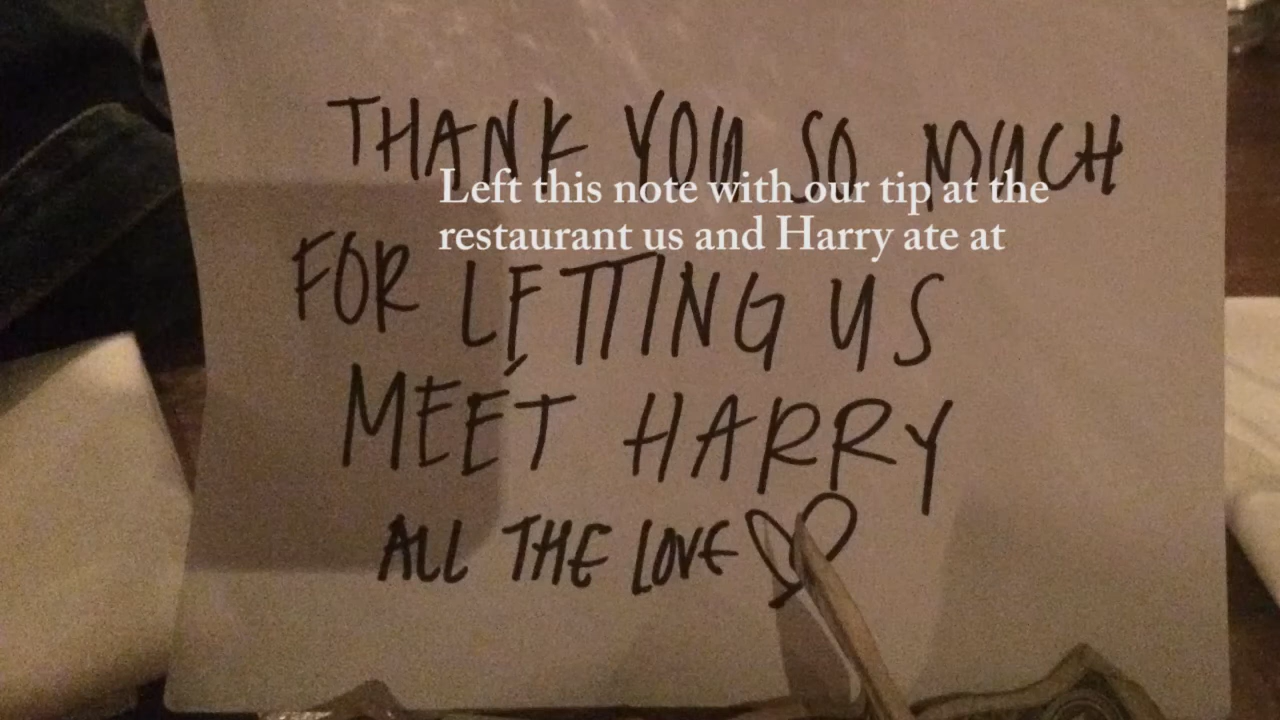 THANK YOU SO MUCH
Left this note with our tip at the
restaurant us and Harry ate at
FOR LETTING US
MEET HARRY
ALL THE LOVE